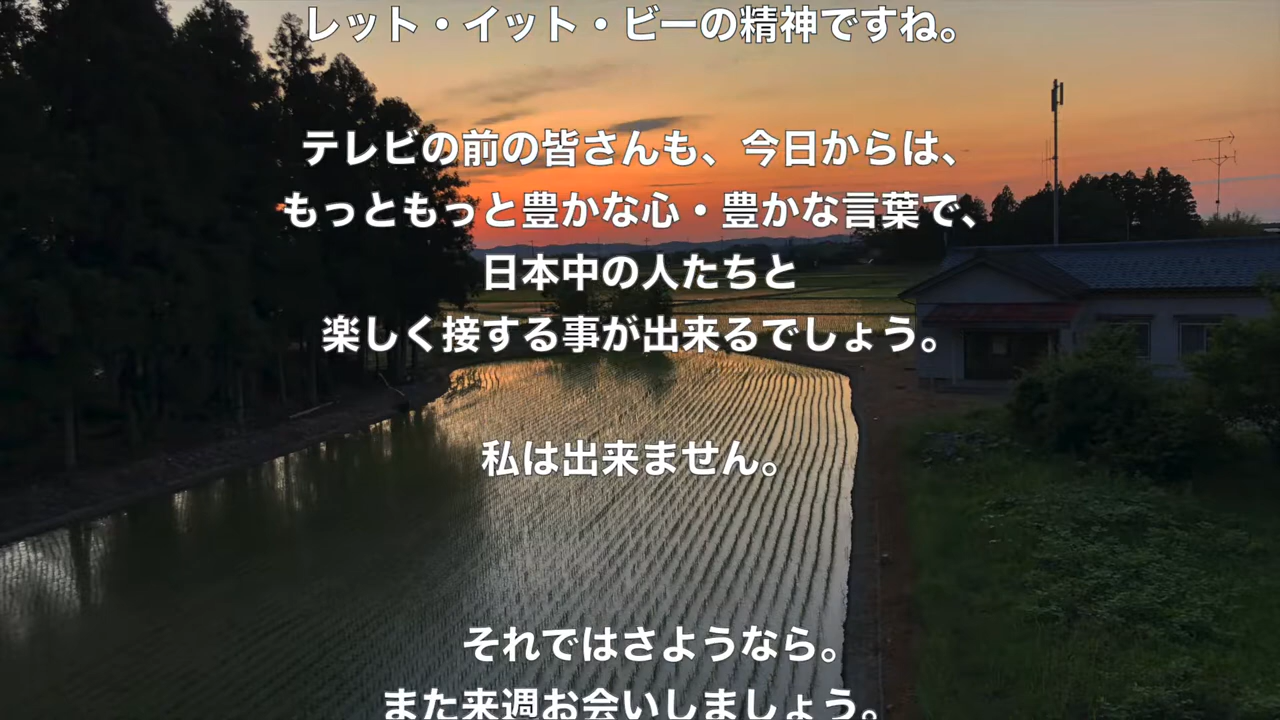 レット・イット・ビーの精神ですね。
テレビの前の皆さんも、今日からは、
もっともっと豊かな心・豊かな言葉で、
日本中の人たちと
楽しく接する事が出来るでしょう。
私は出来ません。
それではさようなら。
また来週お会いしましょう。